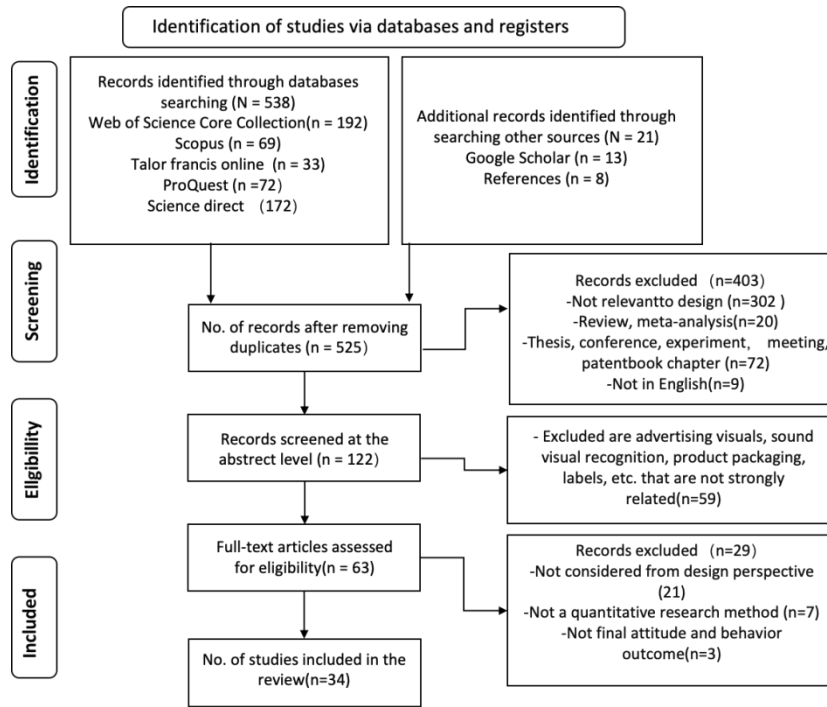 Identification of studies via databases and registers
Identification
Records identified through databases
searching (N = 538)
Web of Science Core Collection(n = 192)
Scopus (n = 69)
Talor francis online (n = 33)
ProQuest (n =72)
Science direct （172)
Additional records identified through
searching other sources (N = 21)
Google Scholar (n = 13)
References (n = 8)
Screening
No. of records after removing
duplicates (n = 525)
Records excluded （n=403)
-Not relevantto design (n=302 )
-Review, meta-analysis(n=20)
-Thesis, conference, experiment, meeting,
patentbook chapter (n=72)
-Not in English(n=9)
Ellgibillity
Records screened at the
abstrect level (n = 122)
- Excluded are advertising visuals, sound
visual recognition, product packaging,
labels, etc. that are not strongly
related(n=59)
Full-text articles assessed
for eligibility(n = 63)
Included
Records excluded （n=29)
-Not considered from design perspective
(21)
-Not a quantitative research method (n=7)
-Not final attitude and behavior
outcome(n=3)
No. of studies included in the
review(n=34)